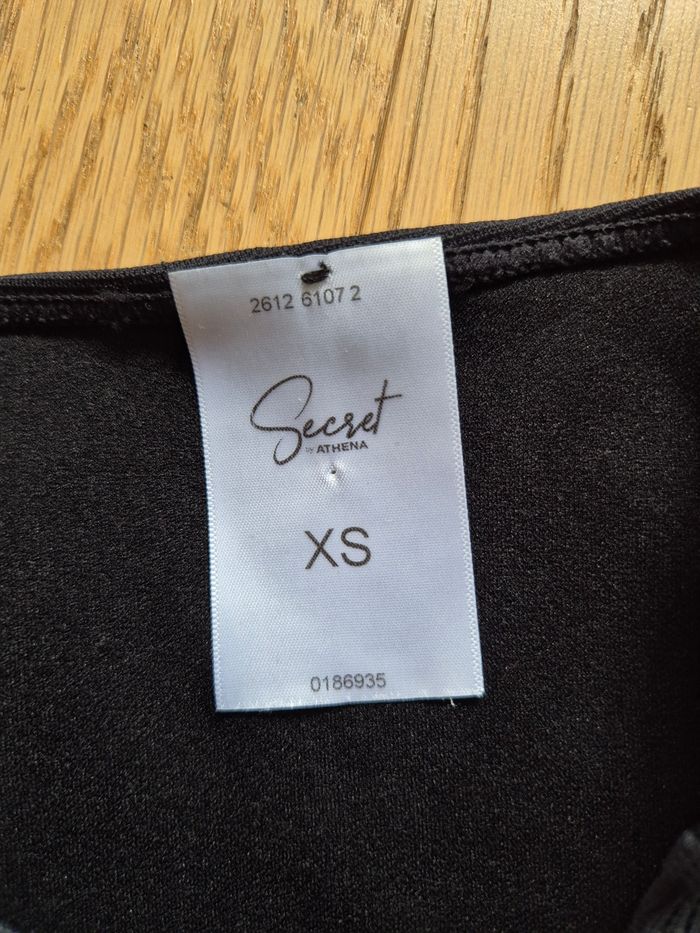 2612 6107 2
Secret
by ATHENA
XS
0186935